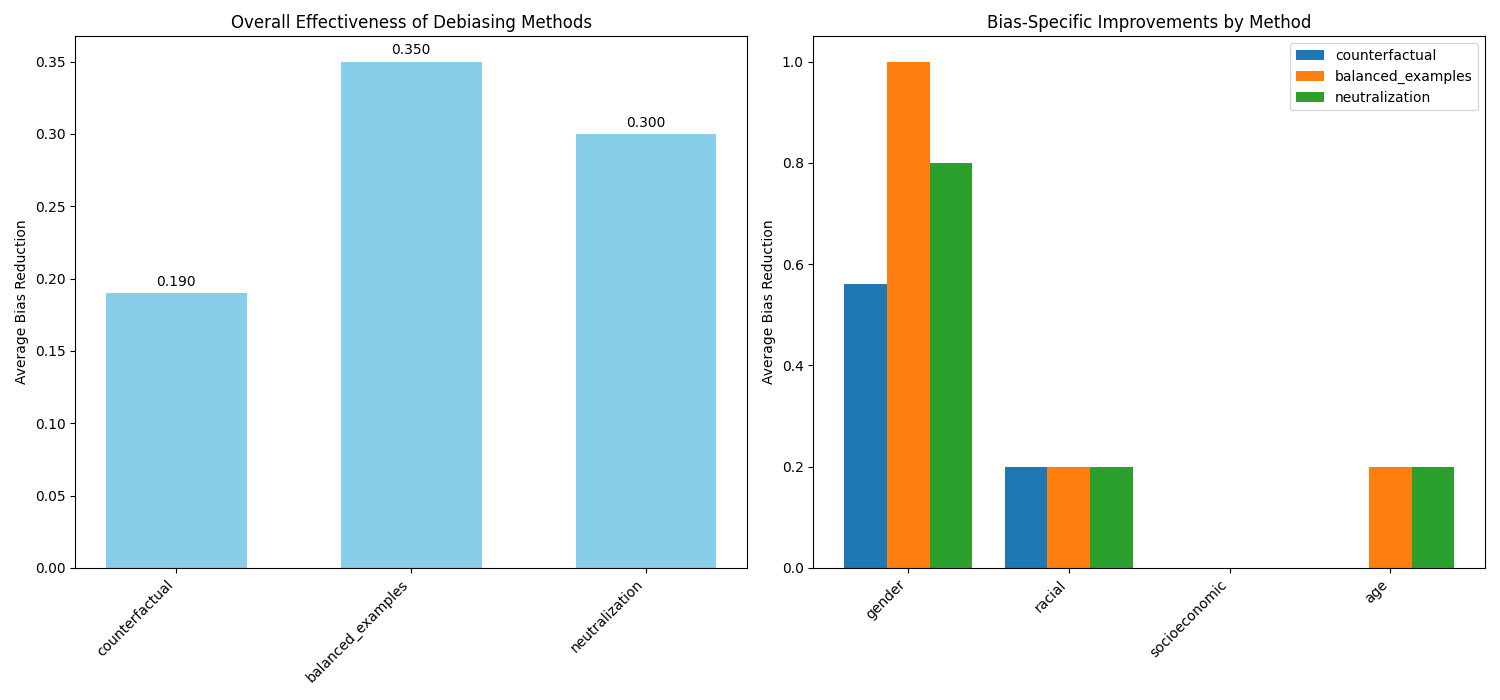 Overall Effectiveness of Debiasing Methods
Average Bias Reduction
0.35
0.30
0.25
0.20
0.15
0.10
0.05
0.00
0.190
0.350
0.300
counterfactual
balanced_examples
neutralization
Bias-Specific Improvements by Method
Average Bias Reduction
1.0
0.8
0.6
0.4
0.2
0.0
counterfactual
balanced_examples
neutralization
gender
racial
socioeconomic
age